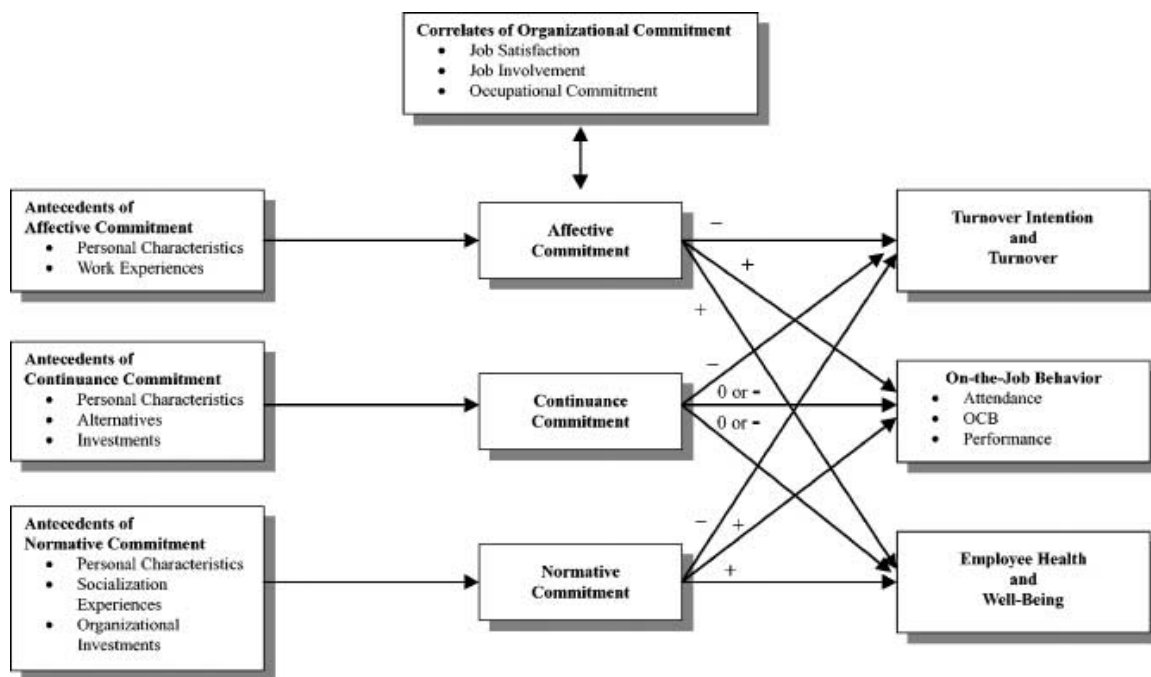 Correlates of Organizational Commitment
• Job Satisfaction
• Job Involvement
• Occupational Commitment
Antecedents of
Affective Commitment
• Personal Characteristics
• Work Experiences
Affective
Commitment
Turnover Intention
and
Turnover
−
+
+
Antecedents of
Continuance Commitment
• Personal Characteristics
• Alternatives
• Investments
Continuance
Commitment
−
0 or -
0 or -
On-the-Job Behavior
• Attendance
• OCB
• Performance
Antecedents of
Normative Commitment
• Personal Characteristics
• Socialization
Experiences
• Organizational
Investments
Normative
Commitment
−
+
+
Employee Health
and
Well-Being